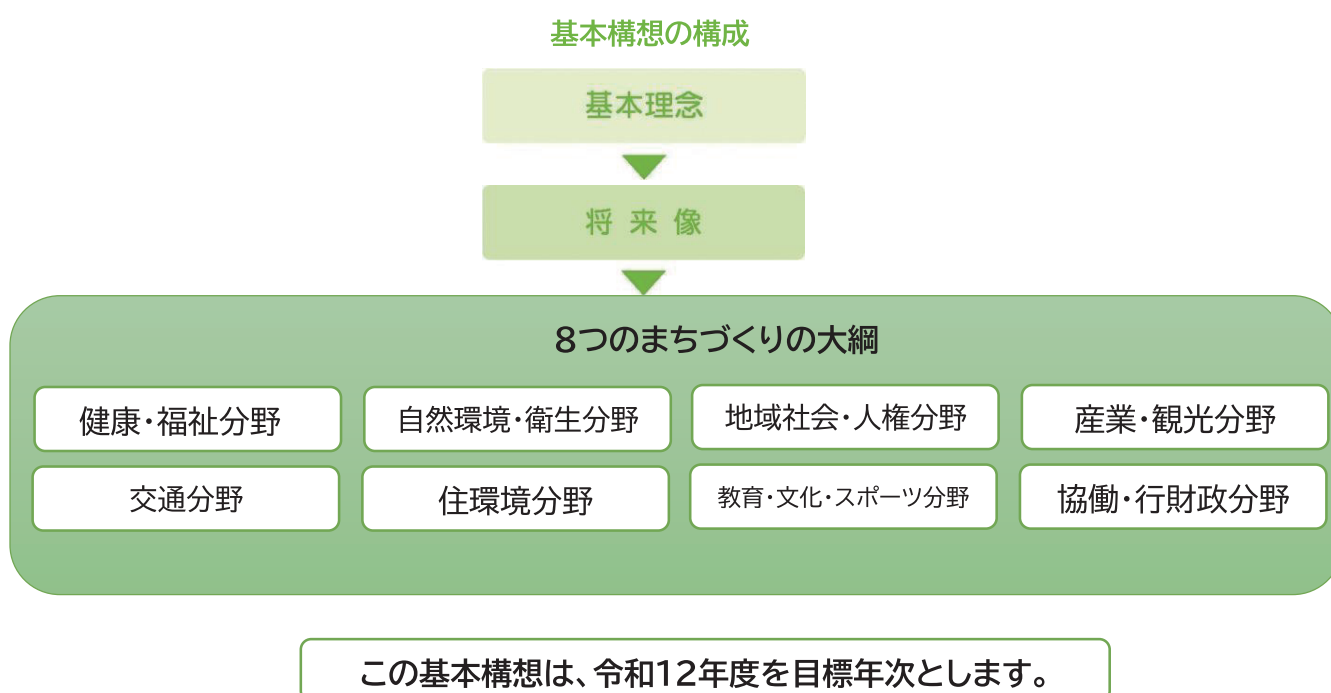 基本構想の構成
基本理念
将来像
8つのまちづくりの大綱
健康・福祉分野
自然環境・衛生分野
地域社会・人権分野
産業・観光分野
交通分野
住環境分野
教育・文化・スポーツ分野
協働・行財政分野
この基本構想は、令和12年度を目標年次とします。